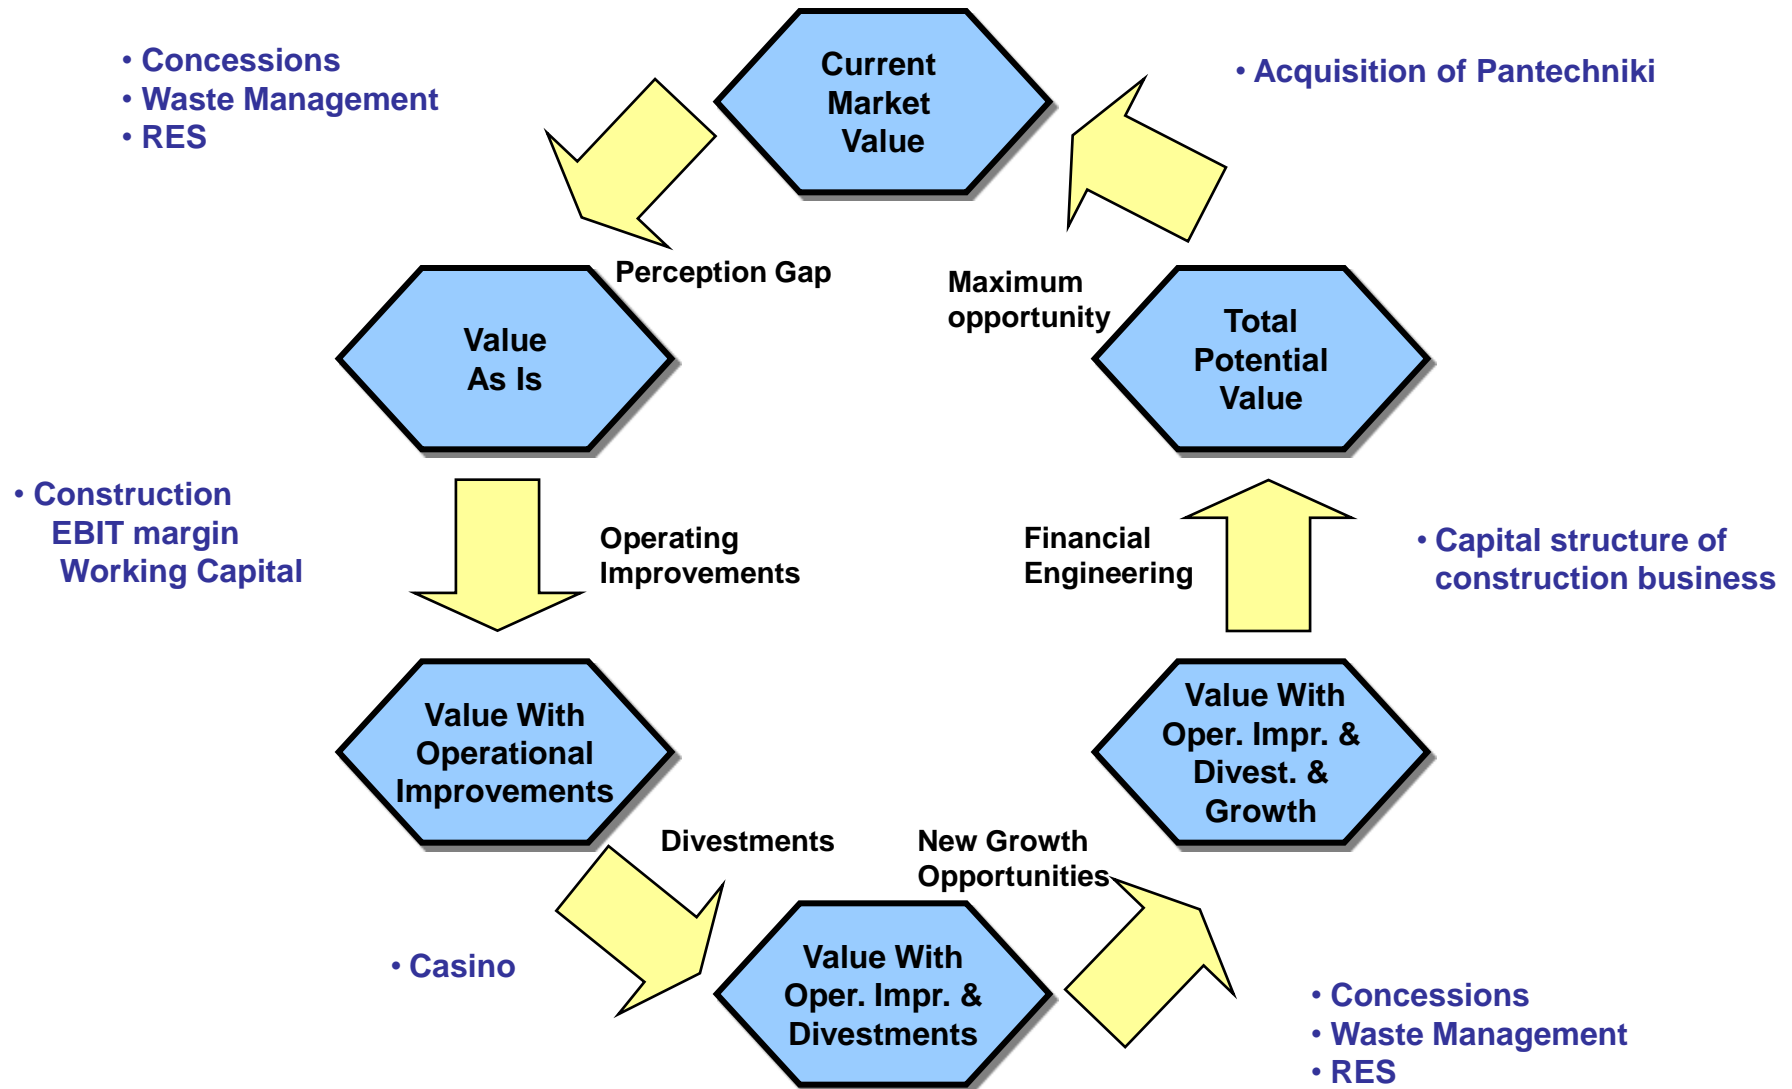 • Concessions
• Waste Management
• RES
Current
Market
Value
• Acquisition of Pantechniki
Perception Gap
Maximum
opportunity
Value
As Is
Total
Potential
Value
• Construction
EBIT margin
Working Capital
Operating
Improvements
Financial
Engineering
• Capital structure of
construction business
Value With
Operational
Improvements
Value With
Oper. Impr. &
Divest. &
Growth
Divestments
New Growth
Opportunities
• Casino
Value With
Oper. Impr. &
Divestments
• Concessions
• Waste Management
• RES